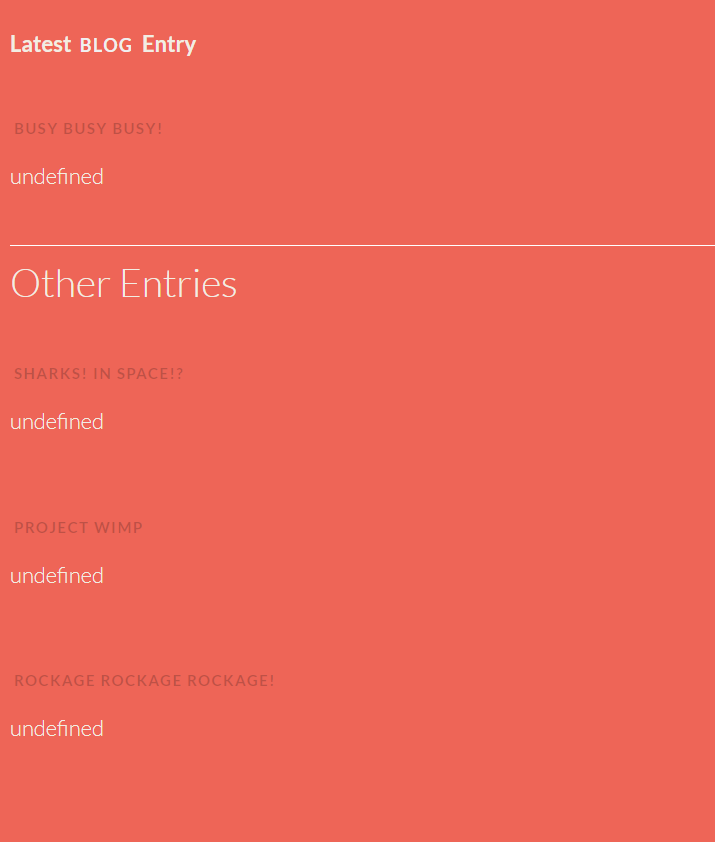 Latest BLOG Entry
BUSY BUSY BUSY!
undefined
Other Entries
SHARKS! IN SPACE!?
undefined
PROJECT WIMP
undefined
ROCKAGE ROCKAGE ROCKAGE!
undefined